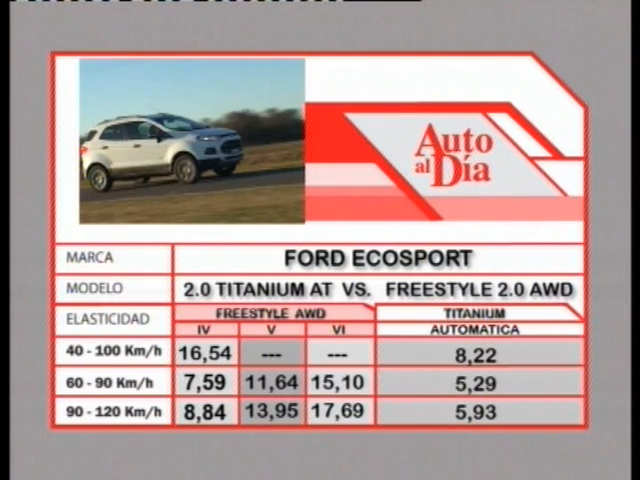 Auto
al Día
MARCA FORD ECOSPORT
MODELO 2.0 TITANIUM AT VS. FREESTYLE 2.0 AWD
ELASTICIDAD FREESTYLE AWD TITANIUM
IV V VI AUTOMATICA
40 - 100 Km/h 16,54 --- --- 8,22
60 - 90 Km/h 7,59 11,64 15,10 5,29
90 - 120 Km/h 8,84 13,95 17,69 5,93